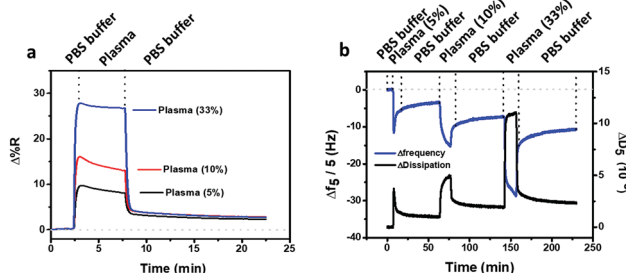 a
PBS buffer
Plasma
PBS buffer
Δ%R
30
20
10
0
Plasma (33%)
Plasma (10%)
Plasma (5%)
0 5 10 15 20 25
Time (min)
b
PBS buffer
Plasma (5%)
PBS buffer
Plasma (10%)
PBS buffer
Plasma (33%)
PBS buffer
Δf5 / 5 (Hz)
5
0
-10
-20
-30
-40
Δfrequency
ΔDissipation
15
10
5
0
ΔD5 (10
0 50 100 150 200 250
Time (min)